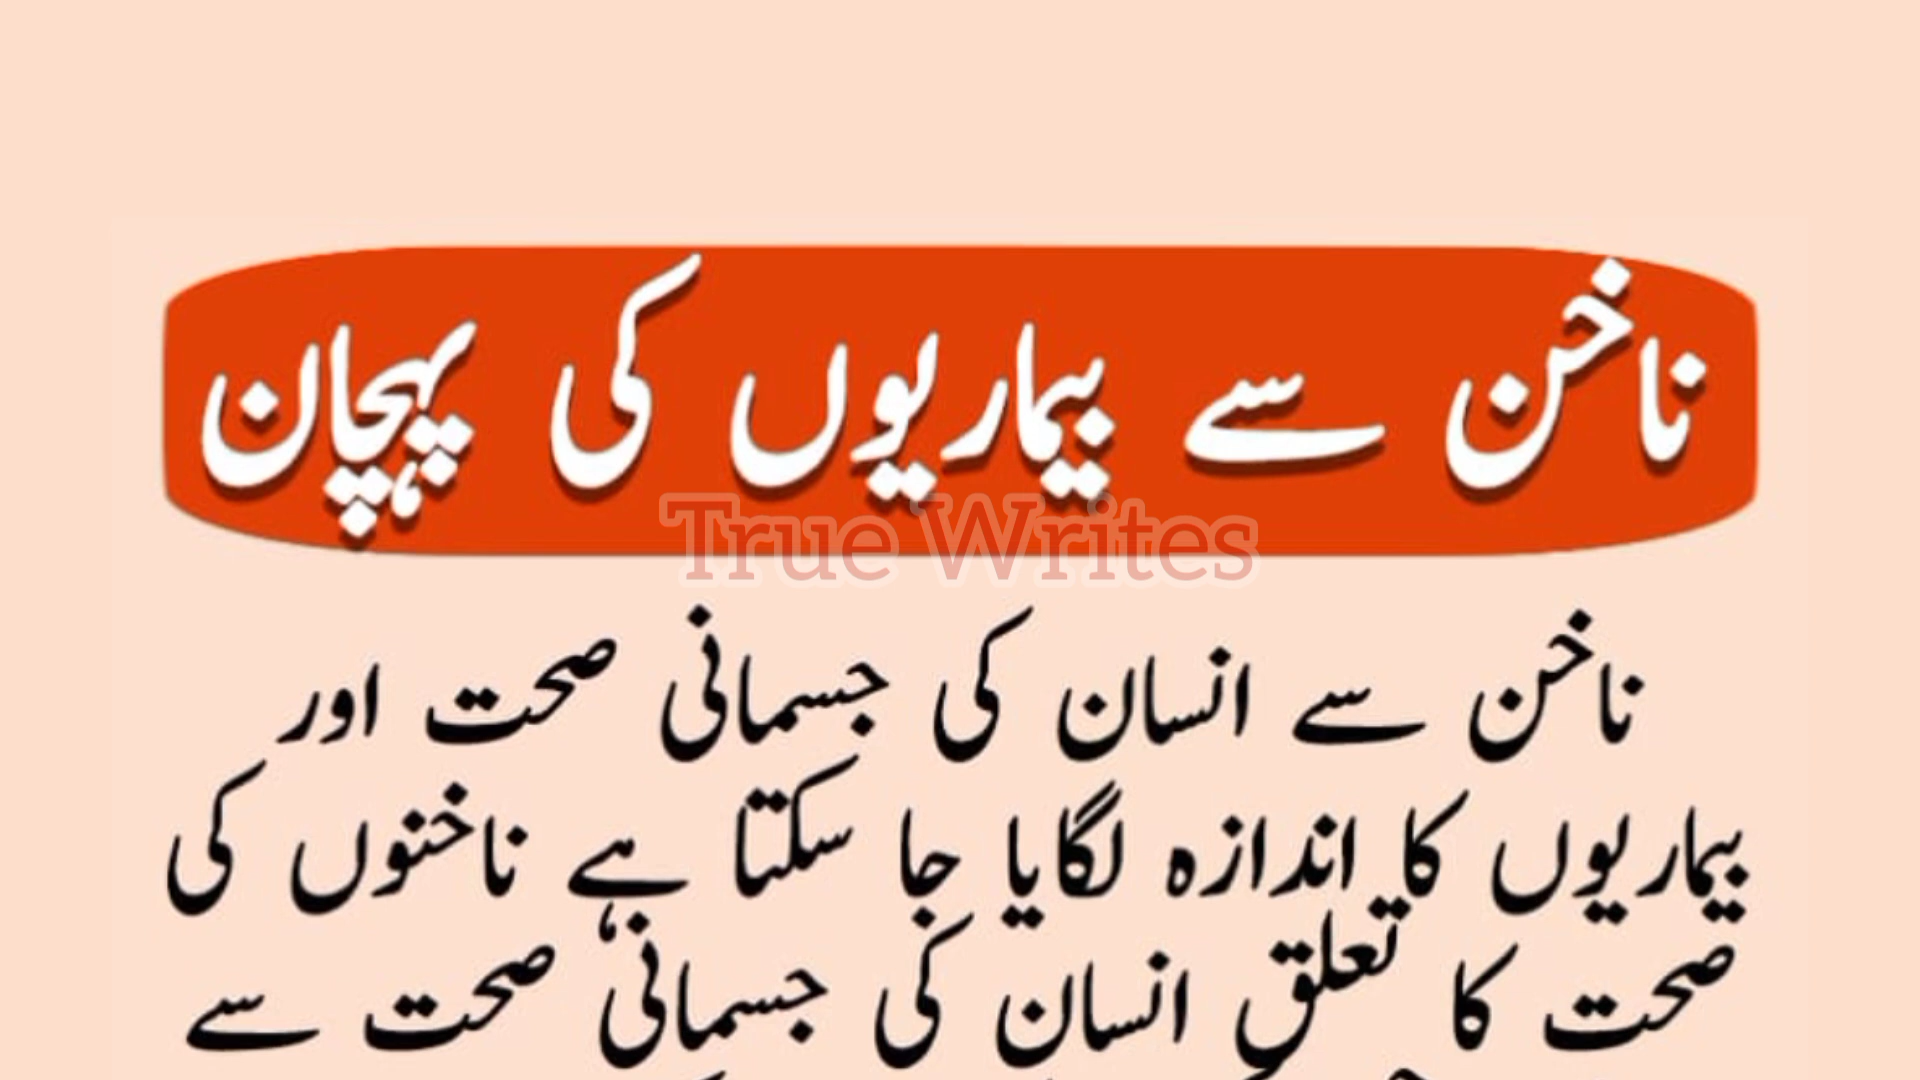 ناخن سے بیماریوں کی پہچان
True Writes
ناخن سے انسان کی جسمانی صحت اور
بیماریوں کا اندازہ لگایا جا سکتا ہے ناخنوں کی
صحت کا تعلق انسان کی جسمانی صحت سے